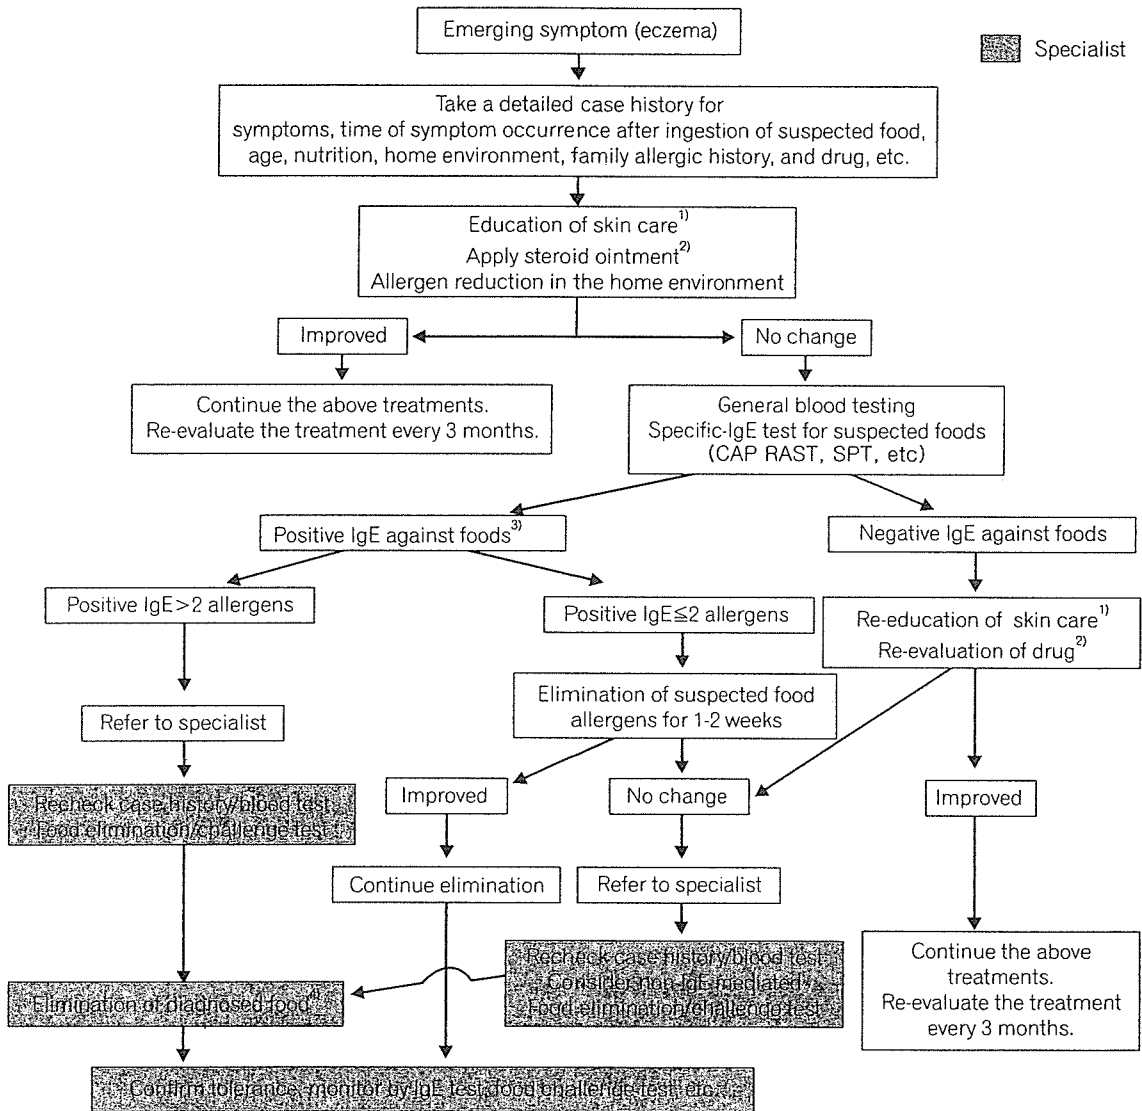 Emerging symptom (eczema)
Specialist
Take a detailed case history for
symptoms, time of symptom occurrence after ingestion of suspected food,
age, nutrition, home environment, family allergic history, and drug, etc.
Education of skin care1)
Apply steroid ointment2)
Allergen reduction in the home environment
Improved
No change
Continue the above treatments.
Re-evaluate the treatment every 3 months.
General blood testing
Specific-IgE test for suspected foods
(CAP RAST, SPT, etc)
Positive IgE against foods3)
Negative IgE against foods
Positive IgE>2 allergens
Positive IgE≦2 allergens
Re-education of skin care1)
Re-evaluation of drug2)
Elimination of suspected food
allergens for 1-2 weeks
Refer to specialist
Recheck case history/blood test
Food elimination/challenge test
Improved
No change
Improved
Continue elimination
Refer to specialist
Recheck case history/blood test
Consider non-IgE-mediated
Food elimination/challenge test
Continue the above
treatments.
Re-evaluate the treatment
every 3 months.
Elimination of diagnosed food4)
Confirm tolerance, monitor by IgE test, food challenge test, etc.